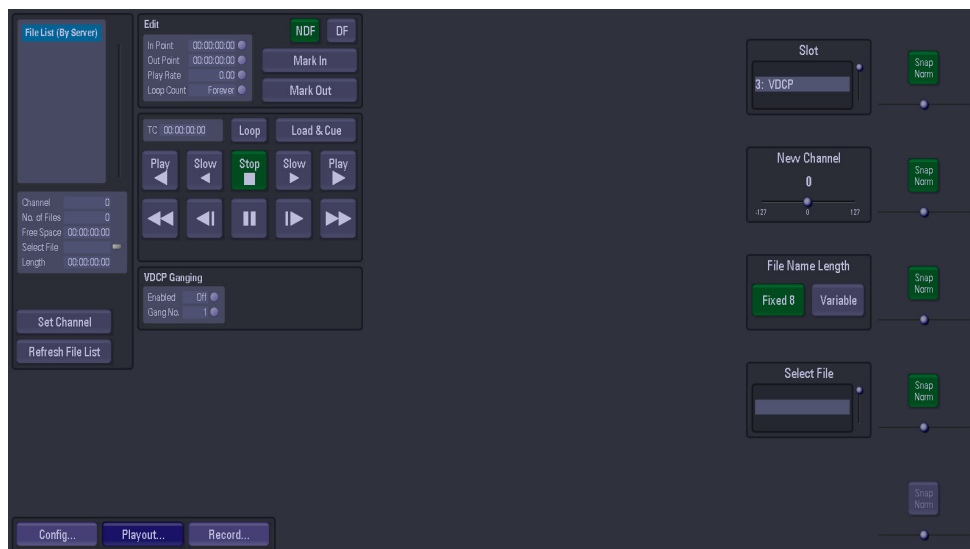 File List (By Server)
Channel 0
No. of Files 0
Free Space 00:00:00:00
Select File
Length 00:00:00:00
Set Channel
Refresh File List
Edit
NDF DF
In Point 00:00:00:00
Out Point 00:00:00:00
Play Rate 0.00
Loop Count Forever
Mark In
Mark Out
TC 00:00:00:00 Loop Load & Cue
Play Slow Stop Slow Play
VDCP Ganging
Enabled Off
Gang No. 1
Slot
3: VDCP
Snap
Norm
New Channel
0
-127 0 127
Snap
Norm
File Name Length
Fixed 8 Variable
Snap
Norm
Select File
Snap
Norm
Snap
Norm
Config... Playout... Record...